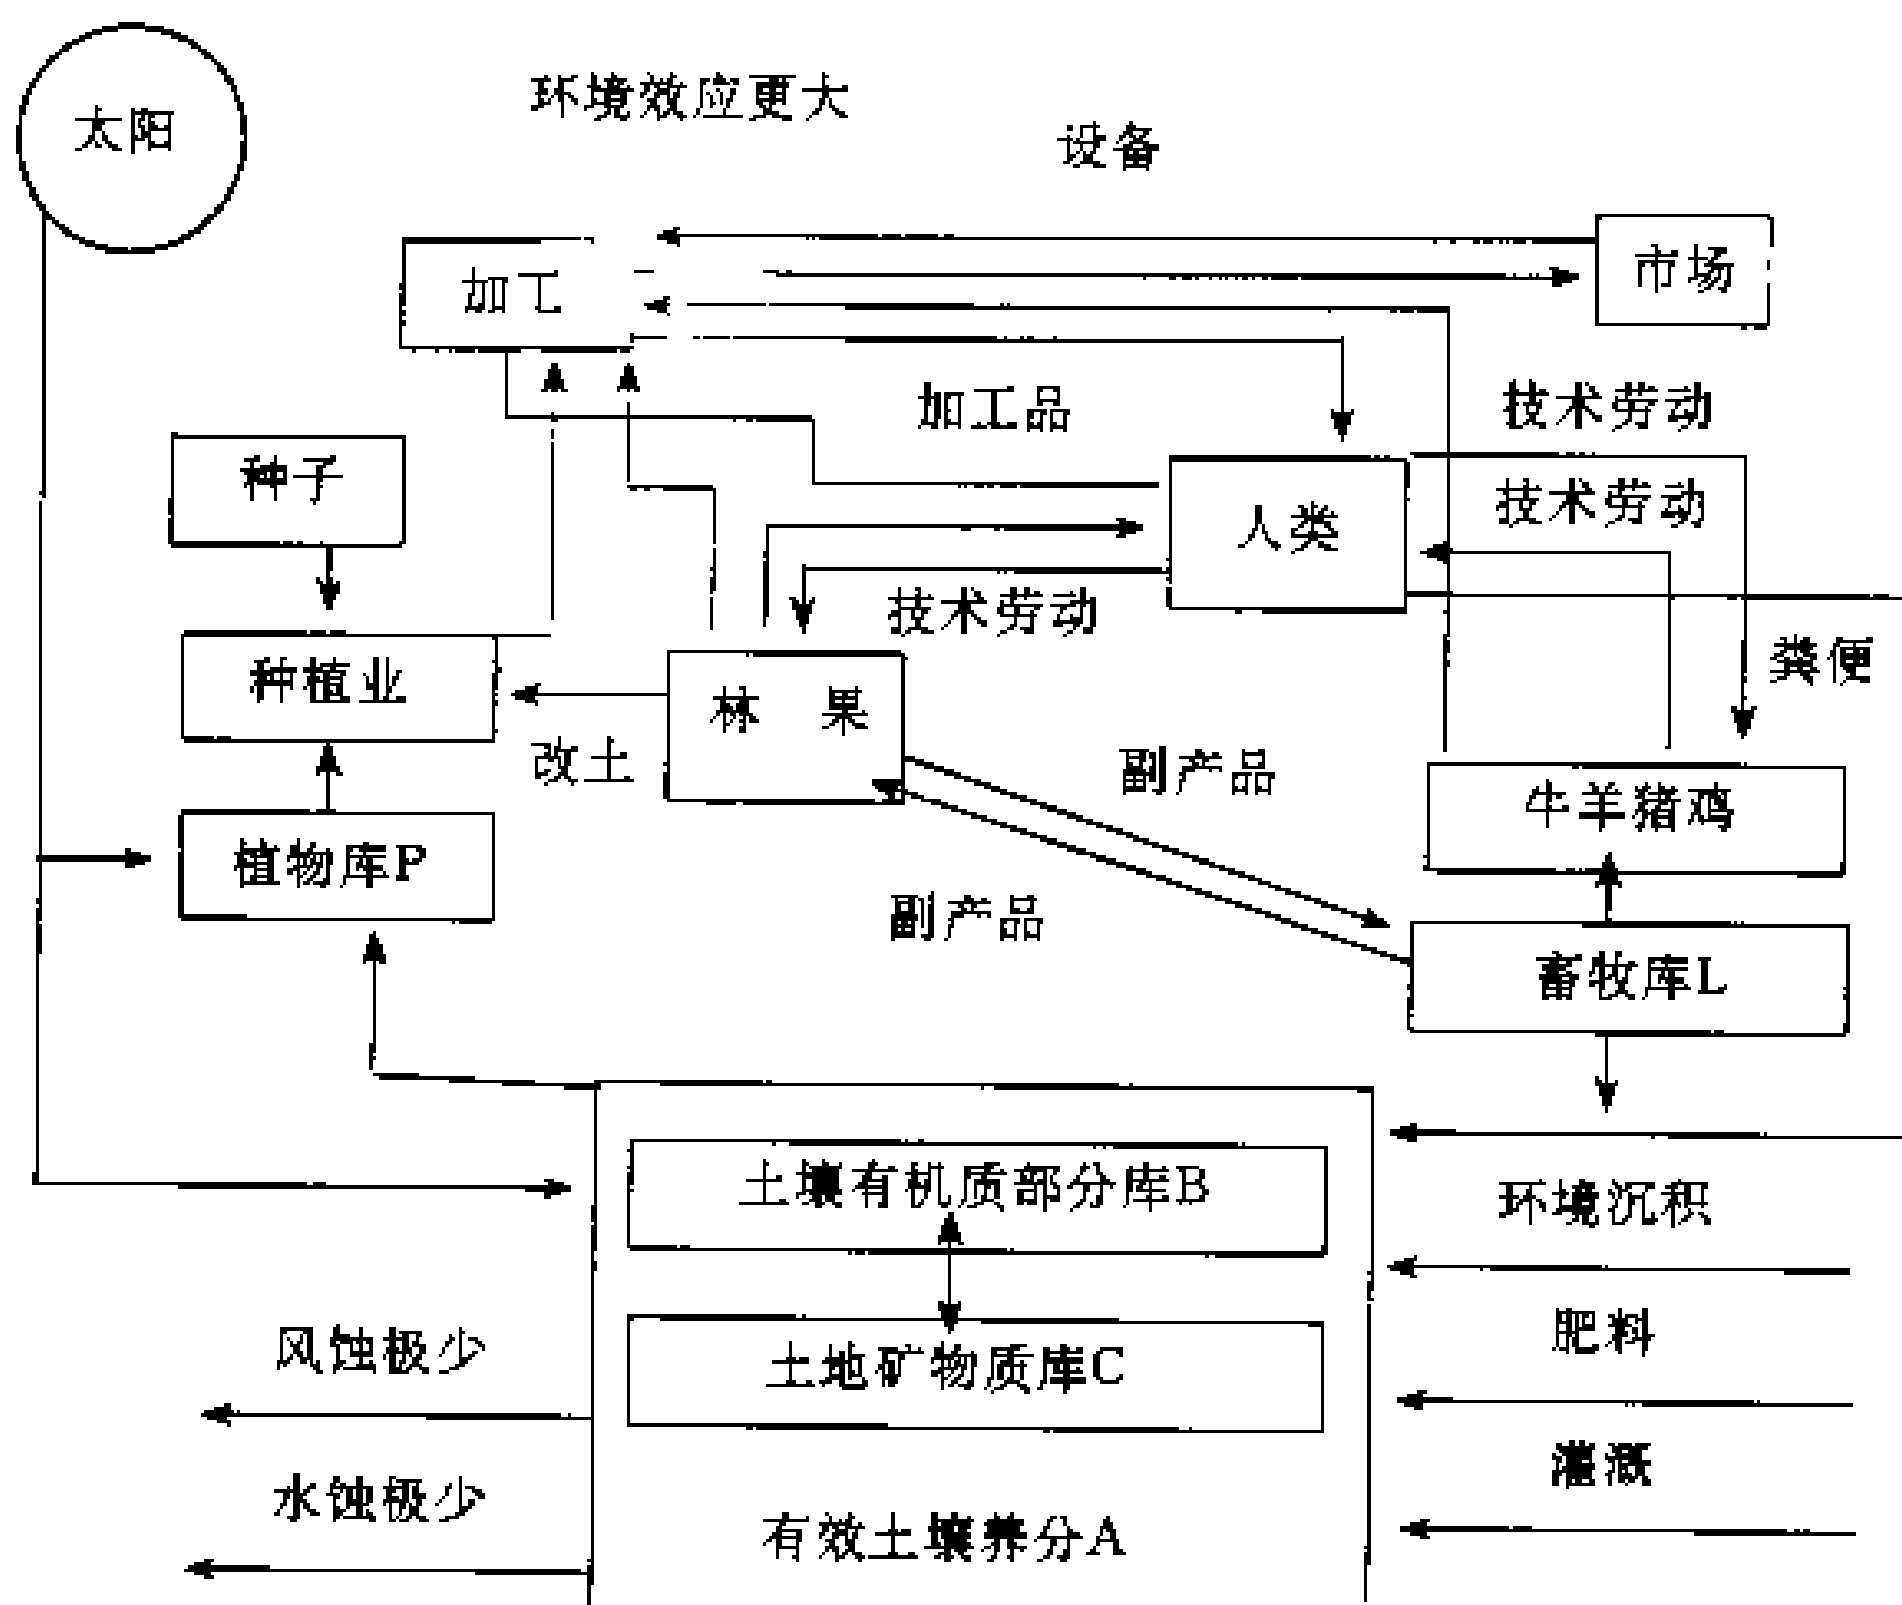 太阳
环境效应更大
设备
市场
加工
加工品
技术劳动
种子
技术劳动
人类
技术劳动
粪便
种植业
林 果
改土
副产品
牛羊猪鸡
植物库P
副产品
畜牧库L
土壤有机质部分库B
环境沉积
风蚀极少
肥料
土地矿物质库C
灌溉
水蚀极少
有效土壤养分A